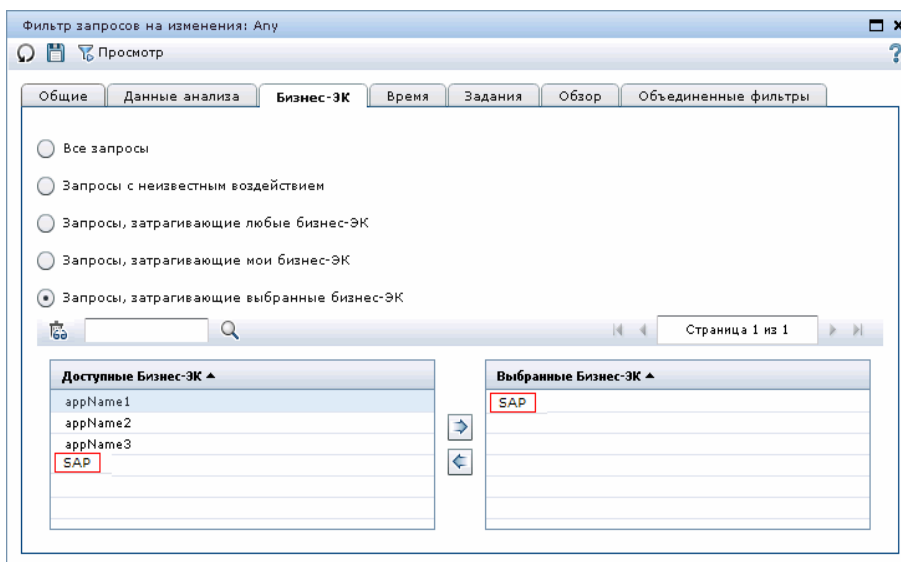 Фильтр запросов на изменения: Any
Просмотр
Общие Данные анализа Бизнес-ЭК Время Задания Обзор Объединенные фильтры
Все запросы
Запросы с неизвестным воздействием
Запросы, затрагивающие любые бизнес-ЭК
Запросы, затрагивающие мои бизнес-ЭК
Запросы, затрагивающие выбранные бизнес-ЭК
Страница 1 из 1
Доступные Бизнес-ЭК Выбранные Бизнес-ЭК
appName1 SAP
appName2
appName3
SAP